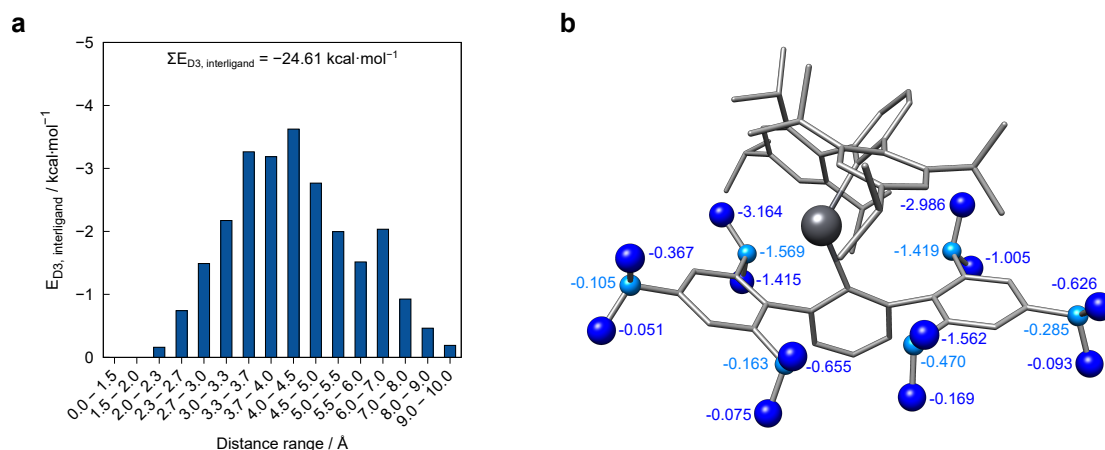 a
b
ΣE D3, interligand = −24.61 kcal·mol−1
E D3, interligand / kcal·mol−1
−5
−4
−3
−2
−1
0
0.0 – 1.5
1.5 – 2.0
2.0 – 2.3
2.3 – 2.7
2.7 – 3.0
3.0 – 3.3
3.3 – 3.7
3.7 – 4.0
4.0 – 4.5
4.5 – 5.0
5.0 – 5.5
5.5 – 6.0
6.0 – 7.0
7.0 – 8.0
8.0 – 9.0
9.0 – 10.0
Distance range / Å
-3.164
-2.986
-0.367
-1.569
-1.419
-1.005
-0.105
-1.415
-0.626
-0.051
-1.562
-0.285
-0.163
-0.655
-0.470
-0.093
-0.075
-0.169